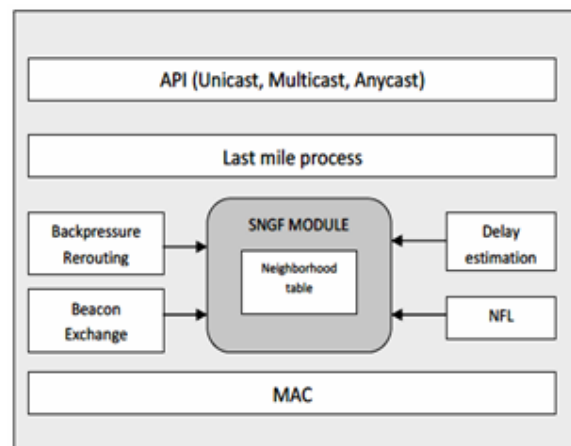 API (Unicast, Multicast, Anycast)
Last mile process
Backpressure
Rerouting
SNGF MODULE
Neighborhood
table
Delay
estimation
Beacon
Exchange
NFL
MAC